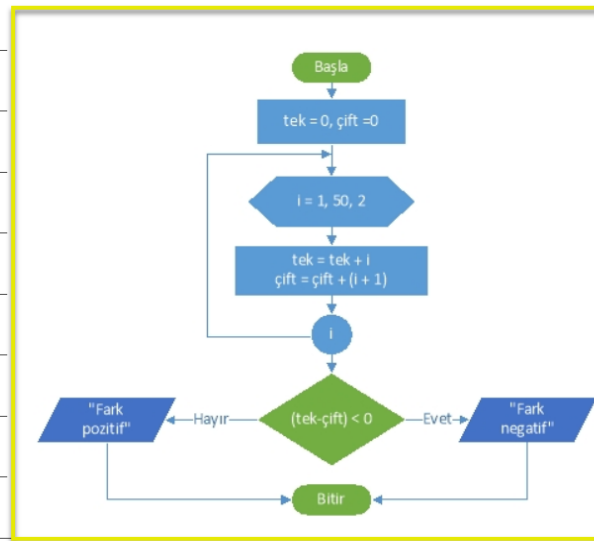 Başla
tek = 0, çift =0
i = 1, 50, 2
tek = tek + i
çift = çift + (i + 1)
i
(tek-çift) < 0
Hayır
Evet
"Fark
pozitif"
"Fark
negatif"
Bitir